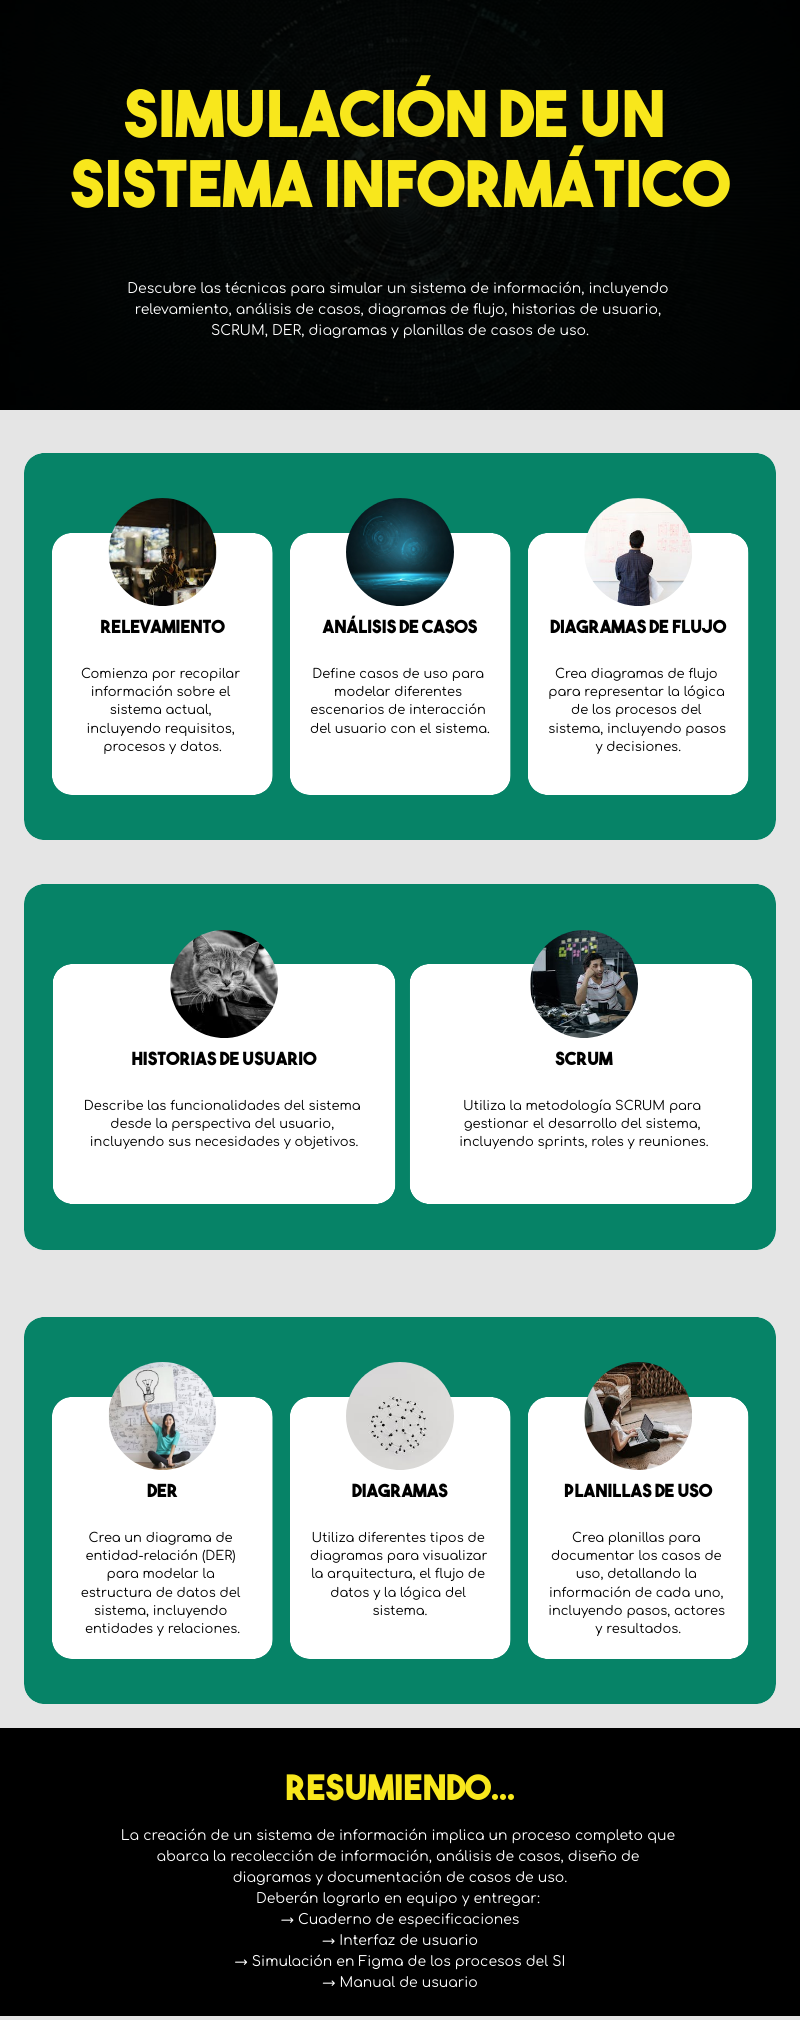 SIMULACIÓN DE UN
SISTEMA INFORMÁTICO
Descubre las técnicas para simular un sistema de información, incluyendo
relevamiento, análisis de casos, diagramas de flujo, historias de usuario,
SCRUM, DER, diagramas y planillas de casos de uso.
RELEVAMIENTO
Comienza por recopilar
información sobre el
sistema actual,
incluyendo requisitos,
procesos y datos.
ANÁLISIS DE CASOS
Define casos de uso para
modelar diferentes
escenarios de interacción
del usuario con el sistema.
DIAGRAMAS DE FLUJO
Crea diagramas de flujo
para representar la lógica
de los procesos del
sistema, incluyendo pasos
y decisiones.
HISTORIAS DE USUARIO
Describe las funcionalidades del sistema
desde la perspectiva del usuario,
incluyendo sus necesidades y objetivos.
SCRUM
Utiliza la metodología SCRUM para
gestionar el desarrollo del sistema,
incluyendo sprints, roles y reuniones.
DER
Crea un diagrama de
entidad-relación (DER)
para modelar la
estructura de datos del
sistema, incluyendo
entidades y relaciones.
DIAGRAMAS
Utiliza diferentes tipos de
diagramas para visualizar
la arquitectura, el flujo de
datos y la lógica del
sistema.
PLANILLAS DE USO
Crea planillas para
documentar los casos de
uso, detallando la
información de cada uno,
incluyendo pasos, actores
y resultados.
RESUMIENDO...
La creación de un sistema de información implica un proceso completo que
abarca la recolección de información, análisis de casos, diseño de
diagramas y documentación de casos de uso.
Deberán lograrlo en equipo y entregar:
→ Cuaderno de especificaciones
→ Interfaz de usuario
→ Simulación en Figma de los procesos del SI
→ Manual de usuario